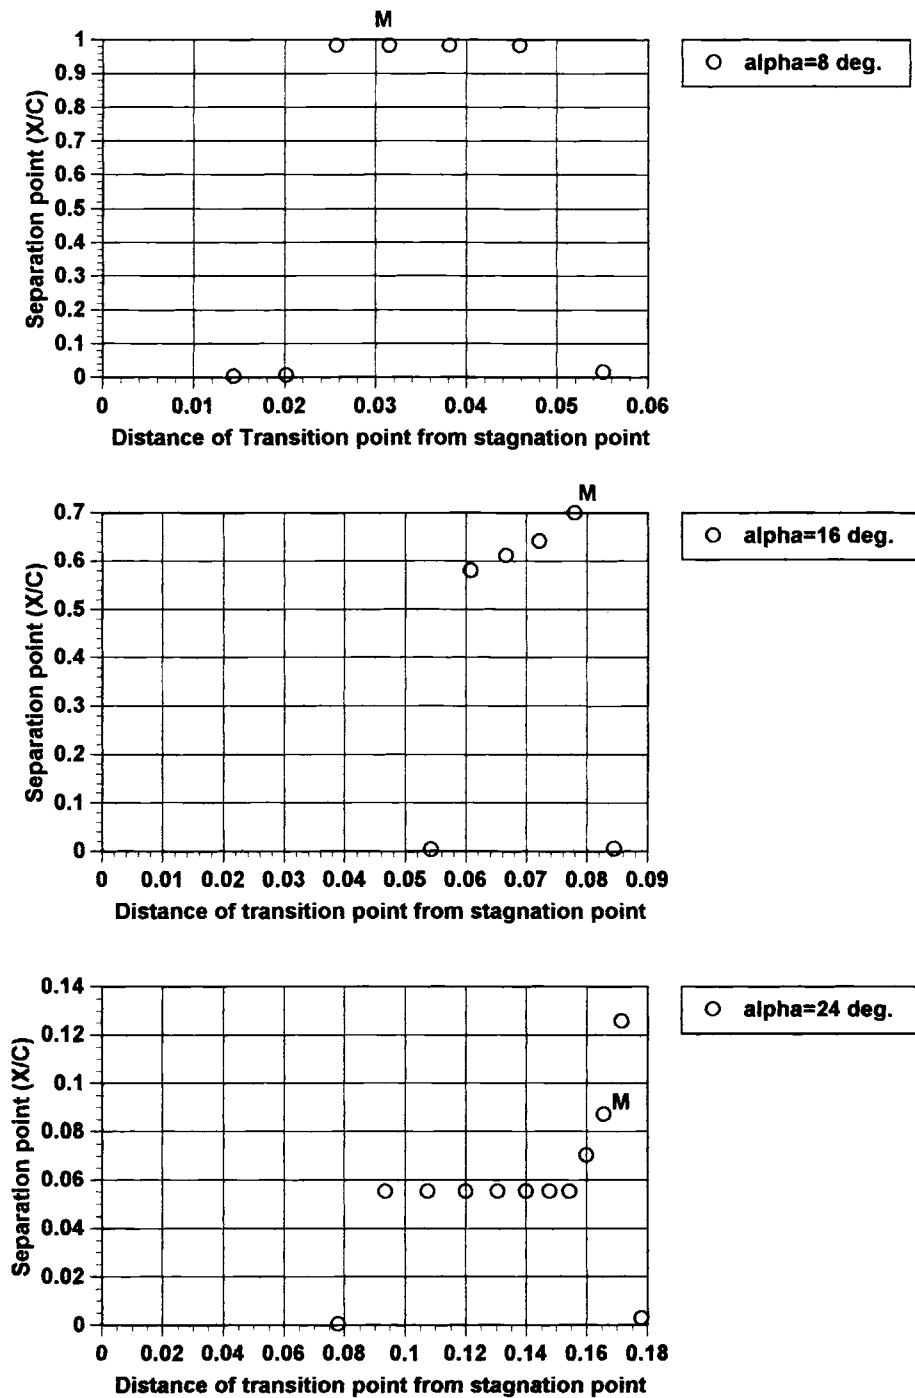 M
Separation point (X/C)
1
0.9
0.8
0.7
0.6
0.5
0.4
0.3
0.2
0.1
0
0 0.01 0.02 0.03 0.04 0.05 0.06
Distance of Transition point from stagnation point
alpha=8 deg.
M
Separation point (X/C)
0.7
0.6
0.5
0.4
0.3
0.2
0.1
0
0 0.01 0.02 0.03 0.04 0.05 0.06 0.07 0.08 0.09
Distance of transition point from stagnation point
alpha=16 deg.
Separation point (X/C)
0.14
0.12
0.1
0.08
0.06
0.04
0.02
0
M
0 0.02 0.04 0.06 0.08 0.1 0.12 0.14 0.16 0.18
Distance of transition point from stagnation point
alpha=24 deg.